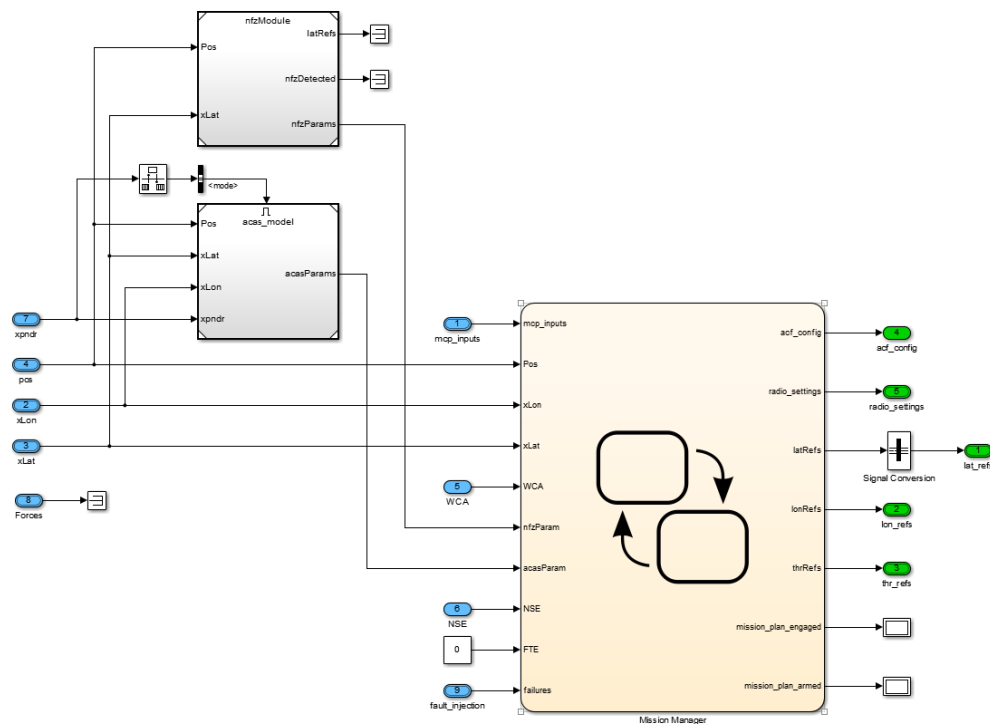 nfzModule
latRefs
Pos
nfzDetected
xLat
nfzParams
<mode>
acas_model
Pos
xLat
acasParams
xLon
xpndr
7
xpndr
4
pos
2
xLon
3
xLat
8
Forces
1
mcp_inputs
5
WCA
6
NSE
0
9
fault_injection
mcp_inputs
Pos
xLon
xLat
WCA
nfzParam
acasParam
NSE
FTE
failures
acf_config
radio_settings
latRefs
lonRefs
thrRefs
mission_plan_engaged
mission_plan_armed
Mission Manager
4
acf_config
5
radio_settings
Signal Conversion
1
lat_refs
2
lon_refs
3
thr_refs